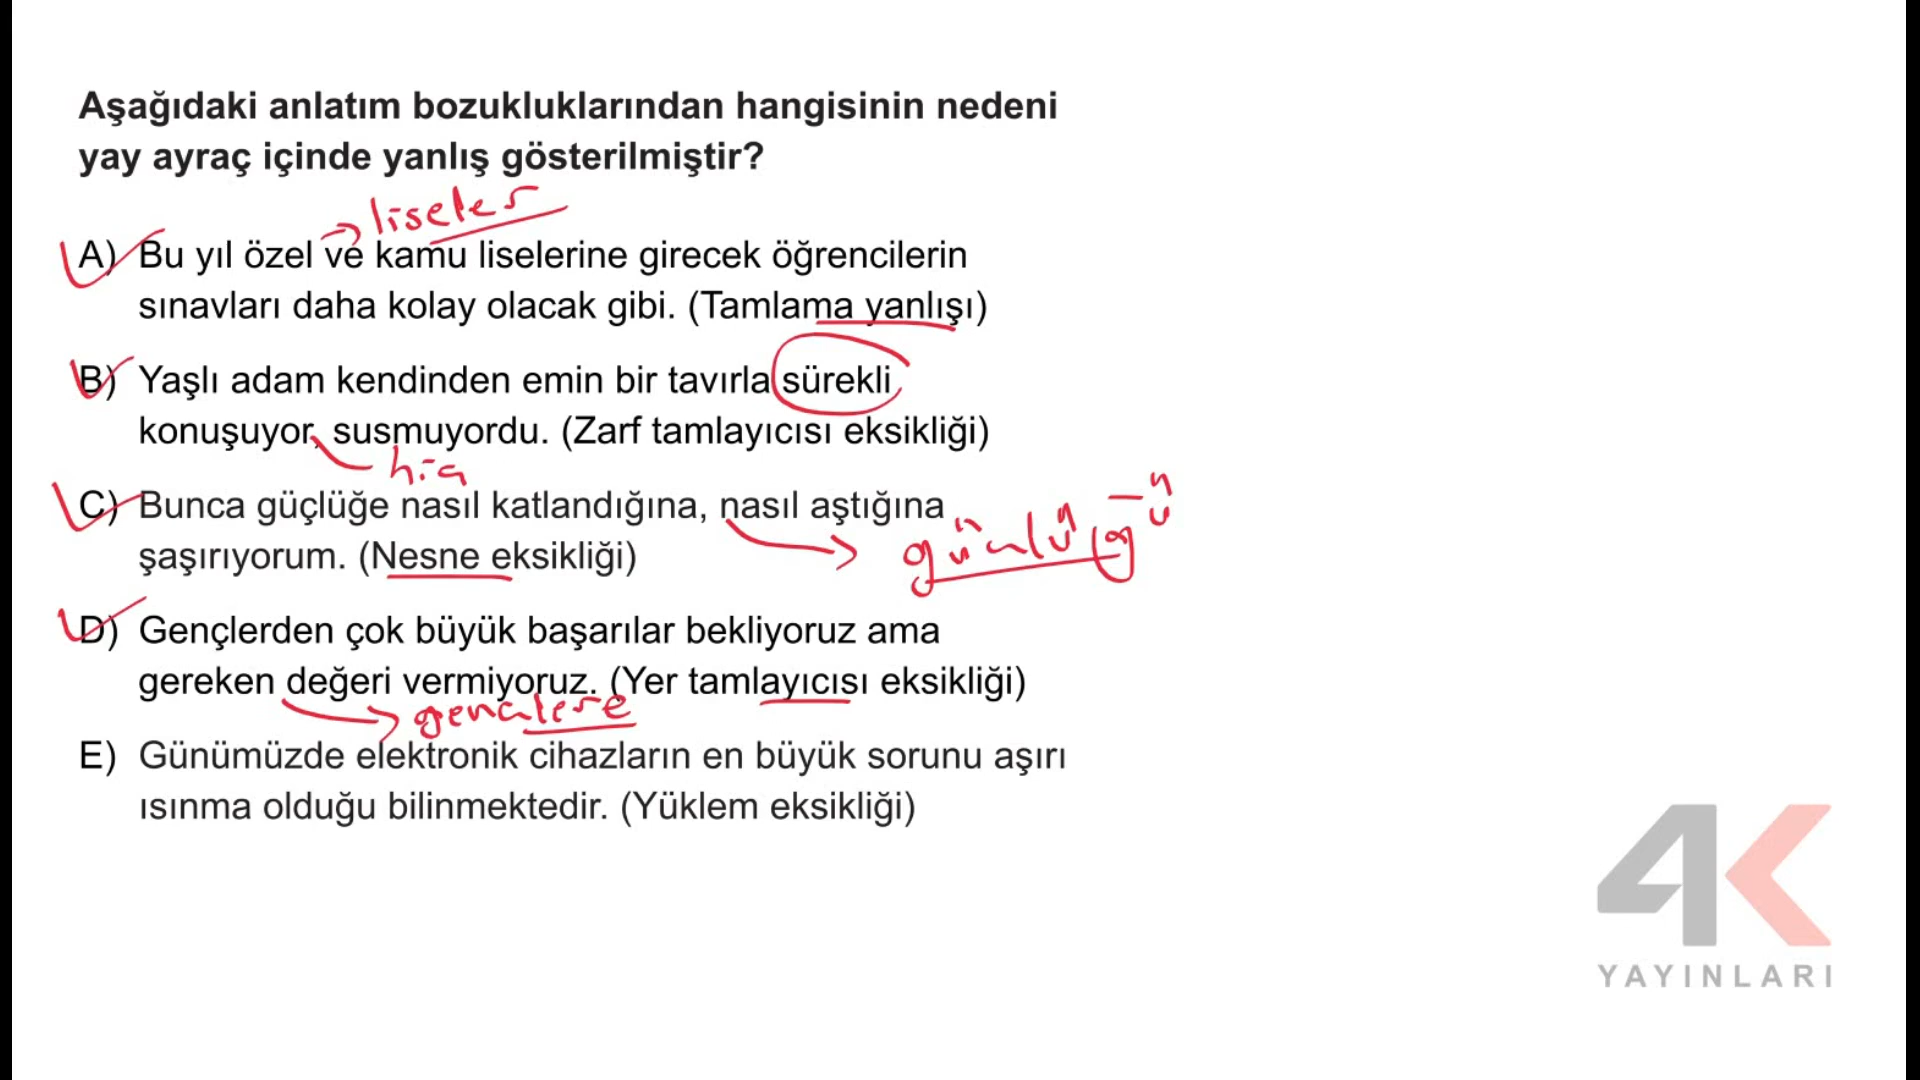 Aşağıdaki anlatım bozukluklarından hangisinin nedeni
yay ayraç içinde yanlış gösterilmiştir?
liseler
A) Bu yıl özel ve kamu liselerine girecek öğrencilerin
sınavları daha kolay olacak gibi. (Tamlama yanlışı)
B) Yaşlı adam kendinden emin bir tavırla sürekli
konuşuyor, susmuyordu. (Zarf tamlayıcısı eksikliği)
hiç
C) Bunca güçlüğe nasıl katlandığına, nasıl aştığına
şaşırıyorum. (Nesne eksikliği)
D) Gençlerden çok büyük başarılar bekliyoruz ama
gereken değeri vermiyoruz. (Yer tamlayıcısı eksikliği)
gençlere
E) Günümüzde elektronik cihazların en büyük sorunu aşırı
ısınma olduğu bilinmektedir. (Yüklem eksikliği)
4K
YAYINLARI